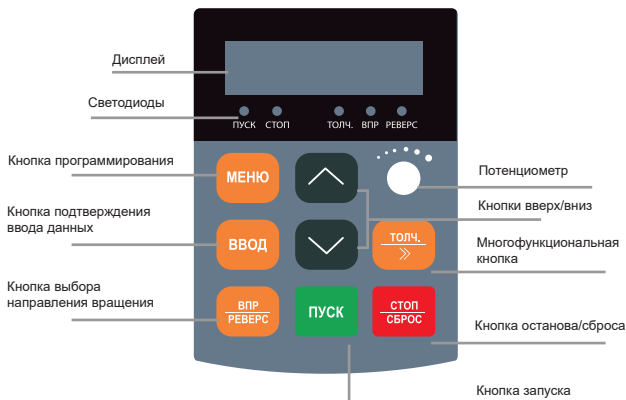 Дисплей
Светодиоды
ПУСК СТОП ТОЛЧ. ВПР РЕВЕРС
Кнопка программирования
МЕНЮ
Потенциометр
Кнопки вверх/вниз
Кнопка подтверждения
ввода данных
ВВОД
ТОЛЧ.
Многофункциональная
кнопка
Кнопка выбора
направления вращения
ВПР
РЕВЕРС
ПУСК
СТОП
СБРОС
Кнопка останова/сброса
Кнопка запуска